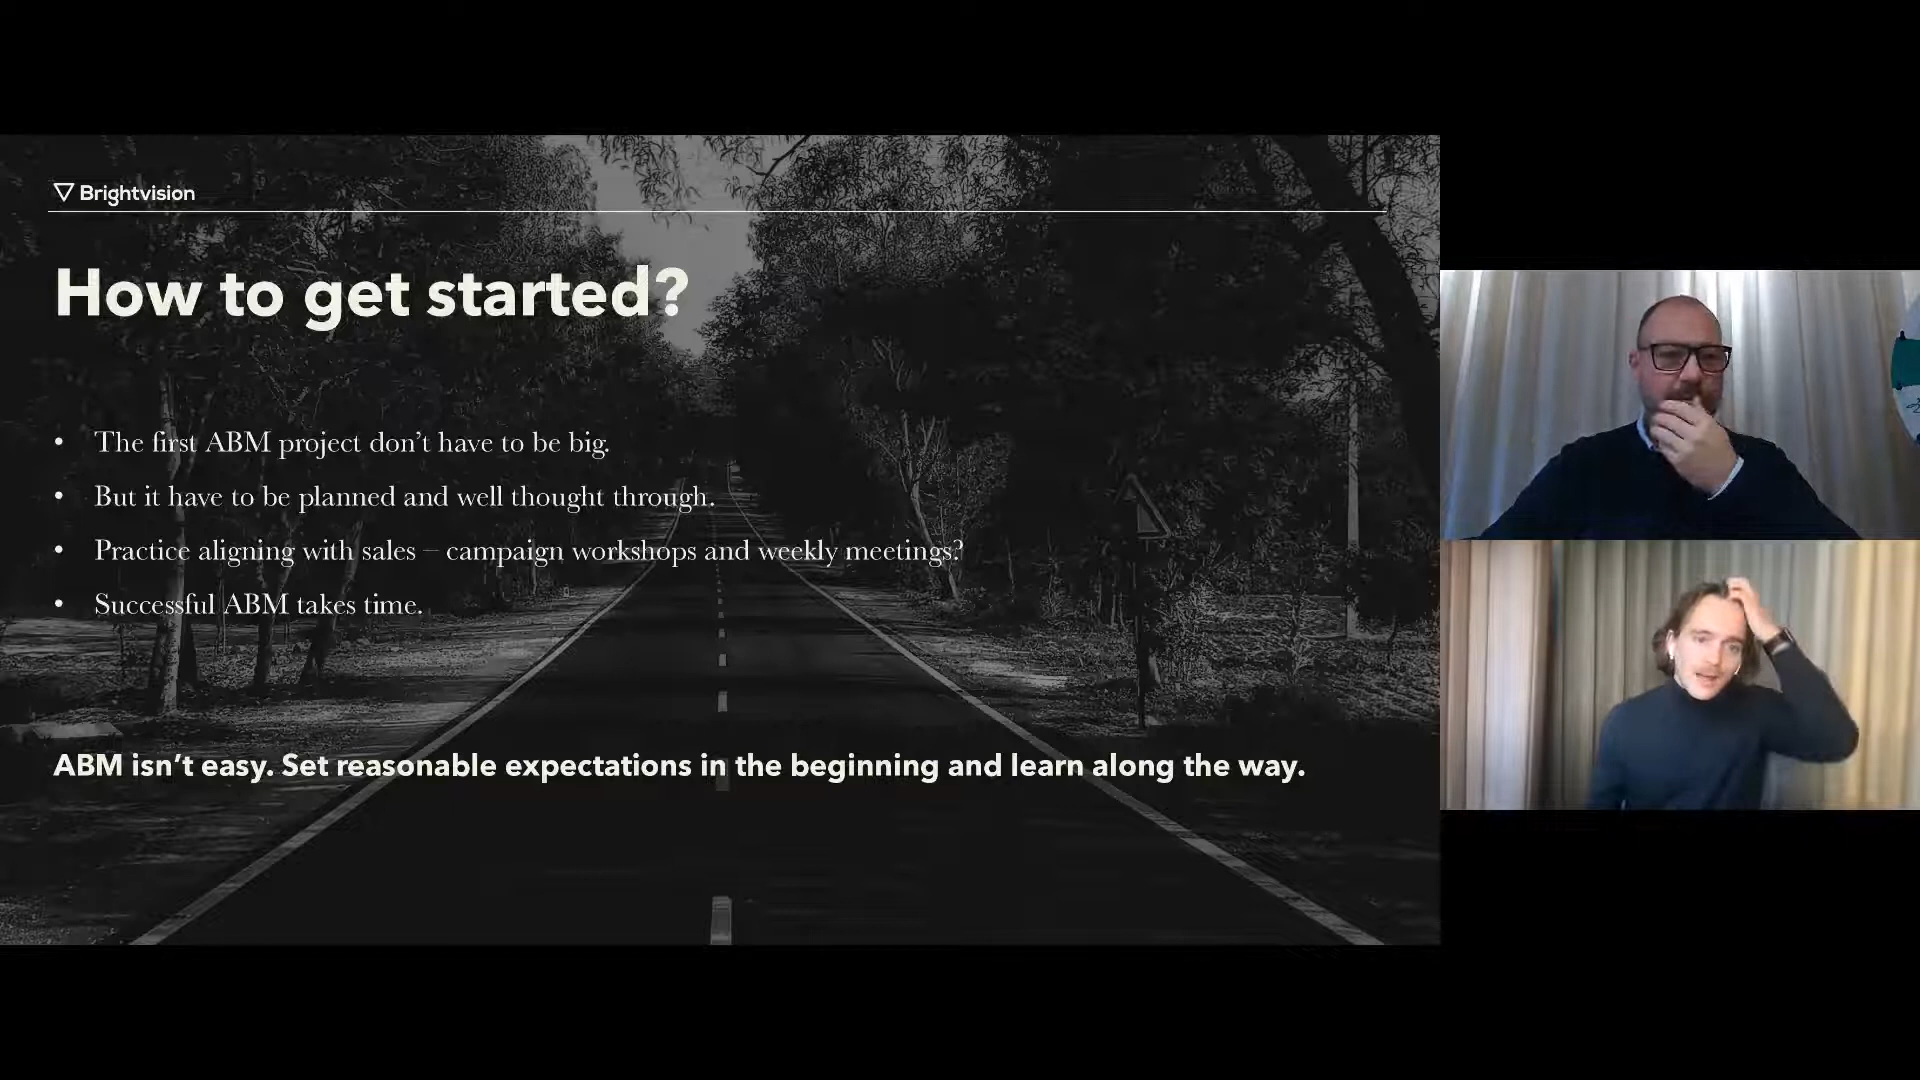 Brightvision
How to get started?
• The first ABM project don’t have to be big.
• But it have to be planned and well thought through.
• Practice aligning with sales – campaign workshops and weekly meetings?
• Successful ABM takes time.
ABM isn’t easy. Set reasonable expectations in the beginning and learn along the way.